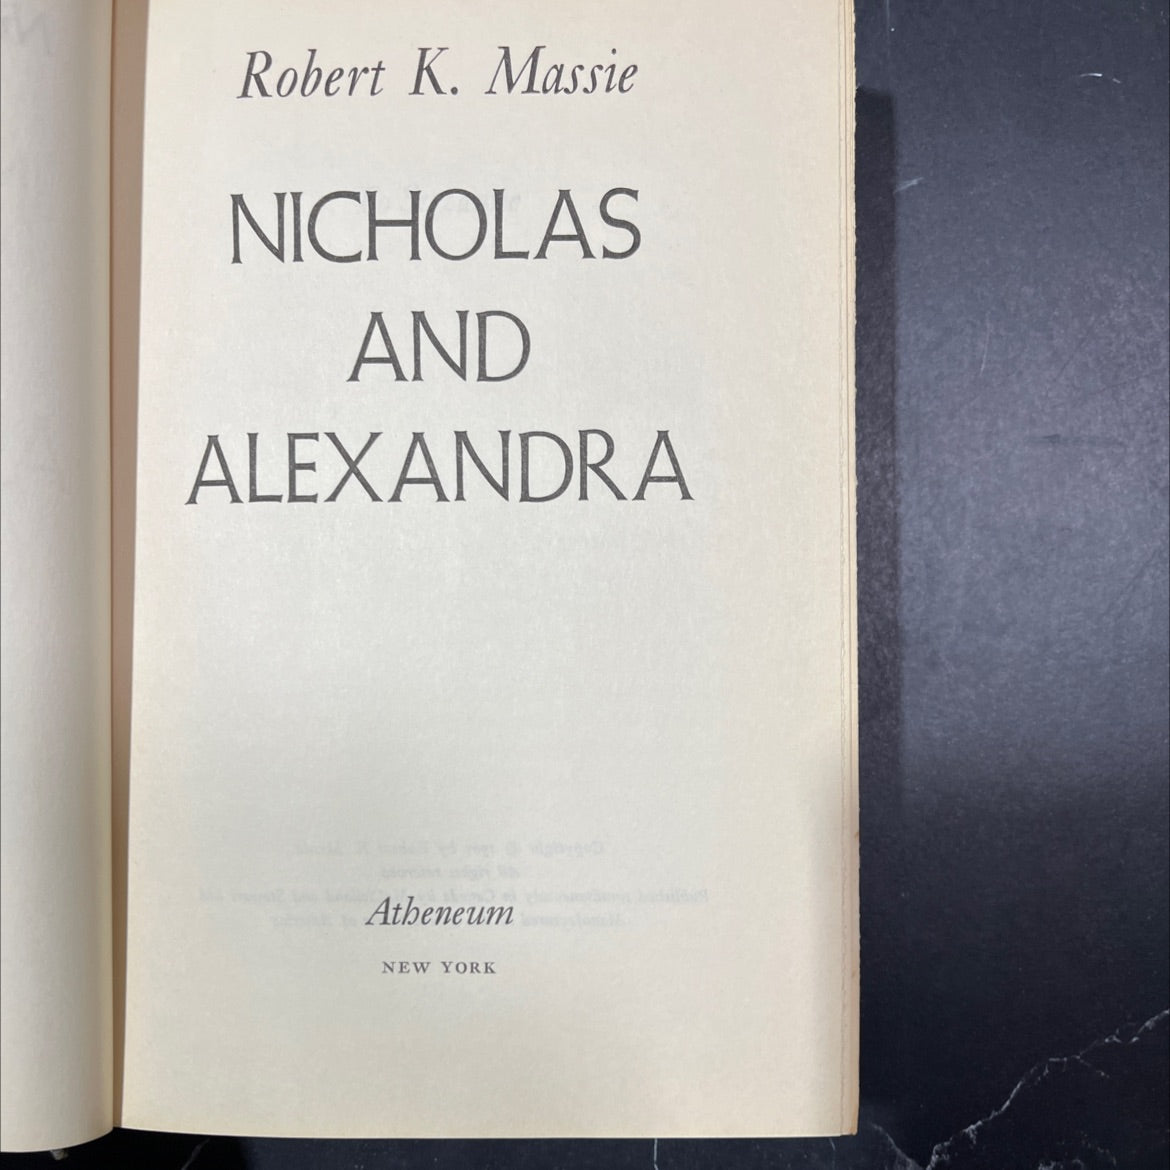 Robert K. Massie
NICHOLAS
AND
ALEXANDRA
Atheneum
NEW YORK